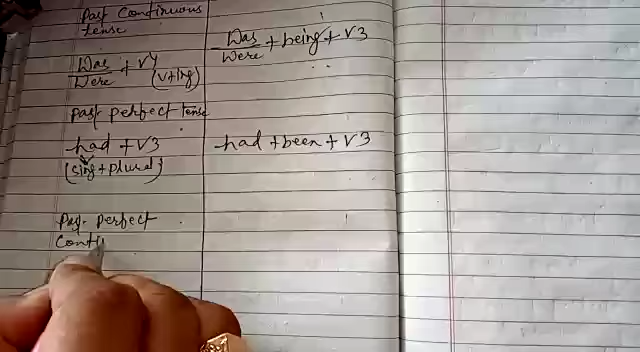 Past Continuous
tense
Was + V4
Were (V+ing)
Was + being + V3
Were
past perfect tense
had + V3
had + been + V3
(sing + plural)
Past perfect
Conti